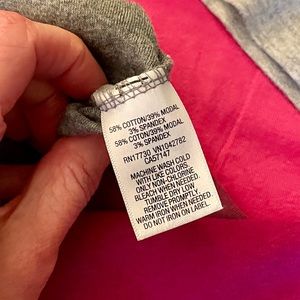 58% COTTON/39% MODAL
3% SPANDEX
58% COTTON/39% MODAL
3% SPANDEX
RN17730 VN1042782
CA57147
MACHINE WASH COLD
WITH LIKE COLORS
ONLY NON-CHLORINE
BLEACH WHEN NEEDED.
TUMBLE DRY LOW
REMOVE PROMPTLY.
WARM IRON WHEN NEEDED.
DO NOT IRON ON LABEL.